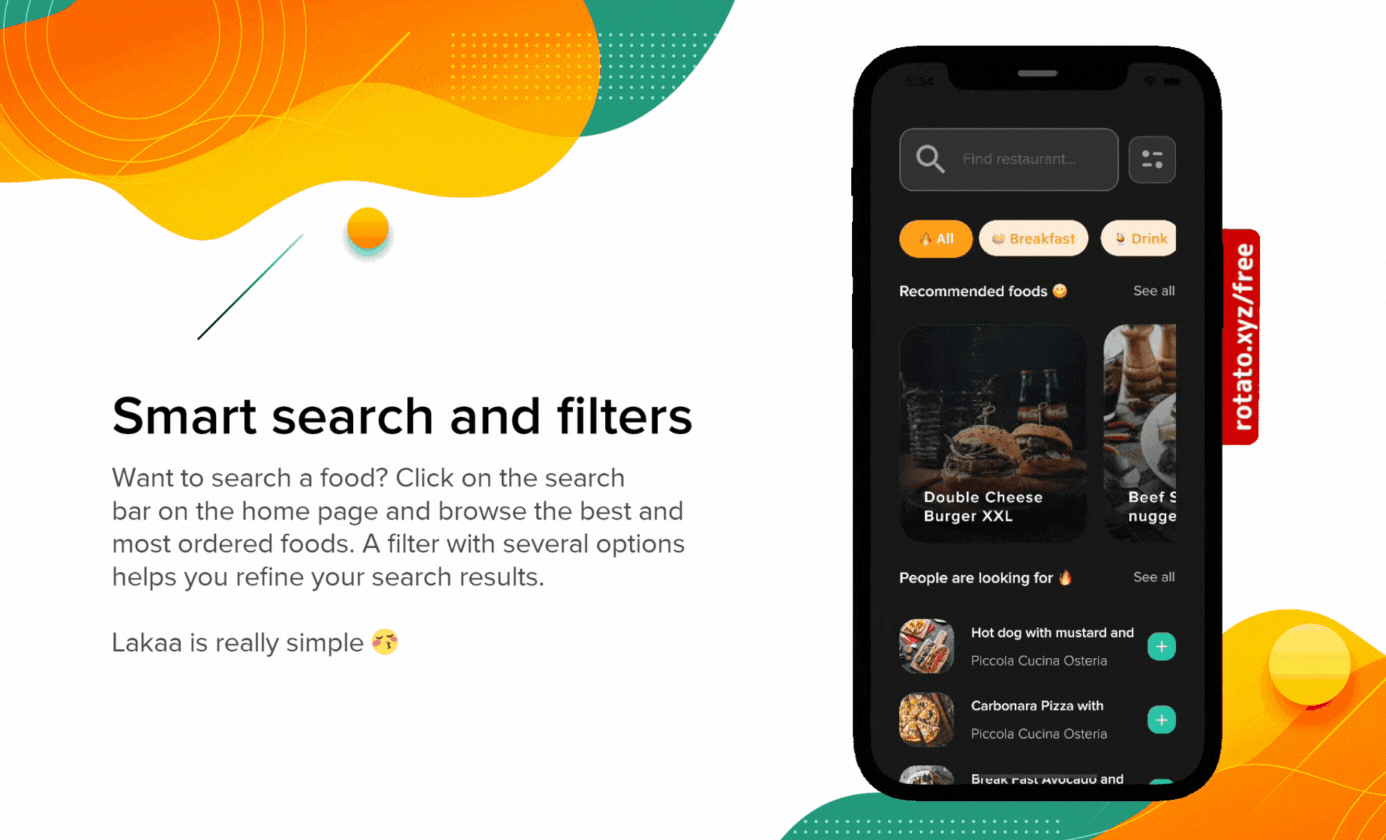 5:34
Find restaurant...
🔥 All
🍲 Breakfast
🍹 Drink
Recommended foods 😋
See all
Double Cheese
Burger XXL
Beef S
nugge
People are looking for 🔥
See all
Hot dog with mustard and
Piccola Cucina Osteria
Carbonara Pizza with
Piccola Cucina Osteria
Break Fast Avocado and
rotato.xyz/free
Smart search and filters
Want to search a food? Click on the search
bar on the home page and browse the best and
most ordered foods. A filter with several options
helps you refine your search results.
Lakaa is really simple 😚